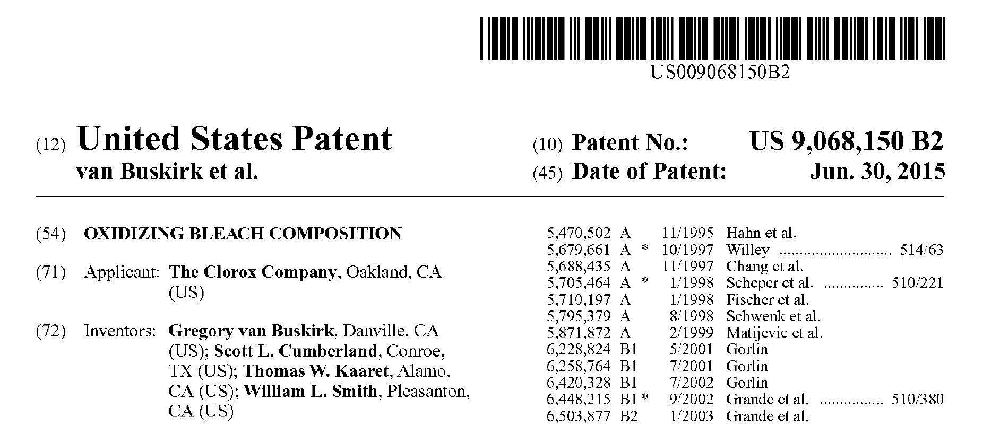 US009068150B2
(12) United States Patent
van Buskirk et al.
(10) Patent No.: US 9,068,150 B2
(45) Date of Patent: Jun. 30, 2015
(54) OXIDIZING BLEACH COMPOSITION
(71) Applicant: The Clorox Company, Oakland, CA
(US)
(72) Inventors: Gregory van Buskirk, Danville, CA
(US); Scott L. Cumberland, Conroe,
TX (US); Thomas W. Kaaret, Alamo,
CA (US); William L. Smith, Pleasanton,
CA (US)
5,470,502 A 11/1995 Hahn et al.
5,679,661 A * 10/1997 Willey ............................ 514/63
5,688,435 A 11/1997 Chang et al.
5,705,464 A * 1/1998 Scheper et al. ............... 510/221
5,710,197 A 1/1998 Fischer et al.
5,795,379 A 8/1998 Schwenk et al.
5,871,872 A 2/1999 Matijevic et al.
6,228,824 B1 5/2001 Gorlin
6,258,764 B1 7/2001 Gorlin
6,420,328 B1 7/2002 Gorlin
6,448,215 B1 * 9/2002 Grande et al. ................ 510/380
6,503,877 B2 1/2003 Grande et al.